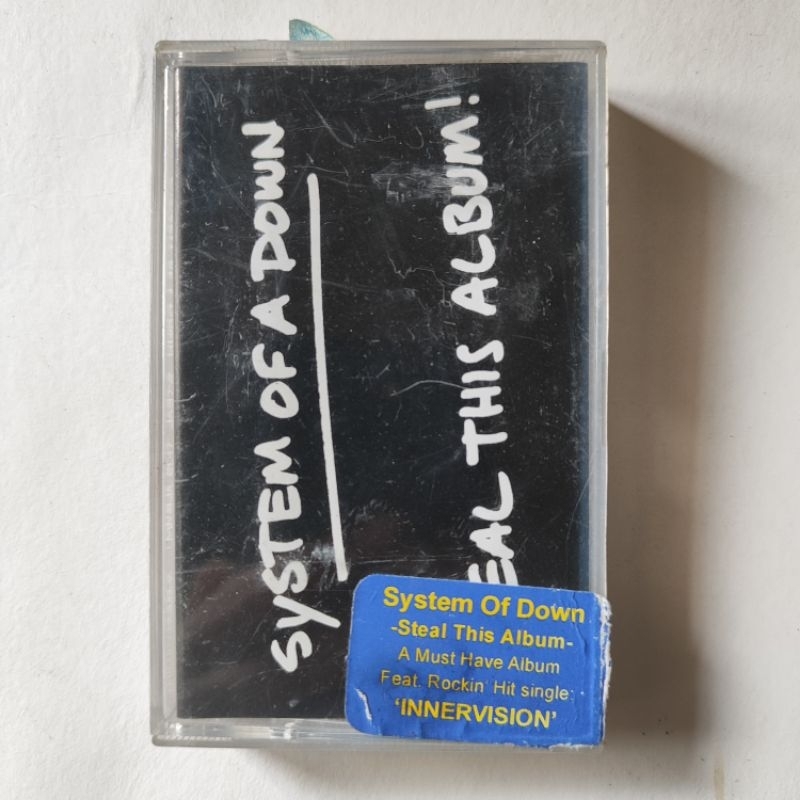 SYSTEM OF A DOWN
EAL THIS ALBUM!
System Of Down
-Steal This Album-
A Must Have Album
Feat. Rockin' Hit single:
‘INNERVISION’